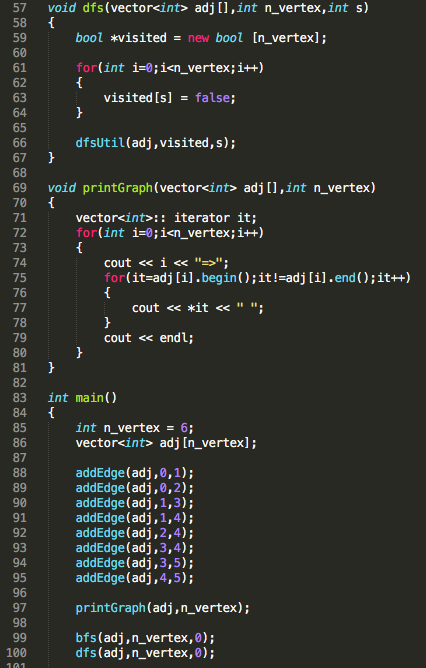 57 void dfs(vector<int> adj[],int n_vertex,int s)
58 {
59     bool *visited = new bool [n_vertex];
60
61     for(int i=0;i<n_vertex;i++)
62     {
63         visited[s] = false;
64     }
65
66     dfsUtil(adj,visited,s);
67 }
68
69 void printGraph(vector<int> adj[],int n_vertex)
70 {
71     vector<int>:: iterator it;
72     for(int i=0;i<n_vertex;i++)
73     {
74         cout << i << "=>";
75         for(it=adj[i].begin();it!=adj[i].end();it++)
76         {
77             cout << *it << " ";
78         }
79         cout << endl;
80     }
81 }
82
83 int main()
84 {
85     int n_vertex = 6;
86     vector<int> adj[n_vertex];
87
88     addEdge(adj,0,1);
89     addEdge(adj,0,2);
90     addEdge(adj,1,3);
91     addEdge(adj,1,4);
92     addEdge(adj,2,4);
93     addEdge(adj,3,4);
94     addEdge(adj,3,5);
95     addEdge(adj,4,5);
96
97     printGraph(adj,n_vertex);
98
99     bfs(adj,n_vertex,0);
100     dfs(adj,n_vertex,0);
101